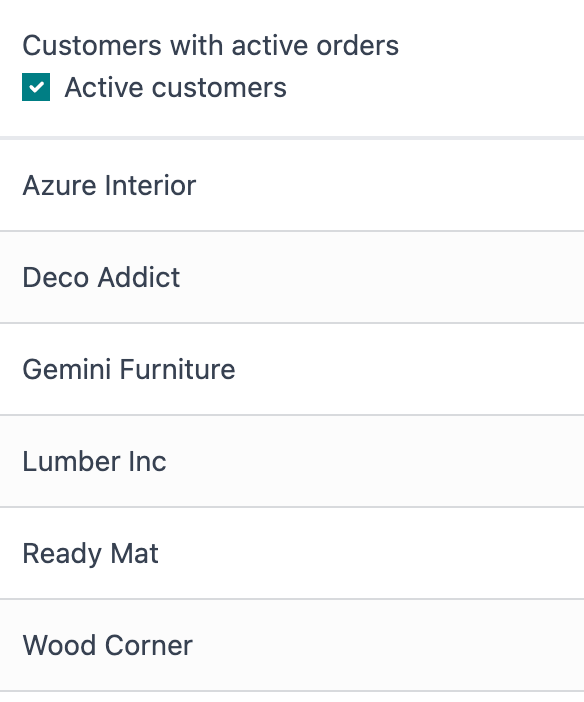 Customers with active orders
Active customers
Azure Interior
Deco Addict
Gemini Furniture
Lumber Inc
Ready Mat
Wood Corner